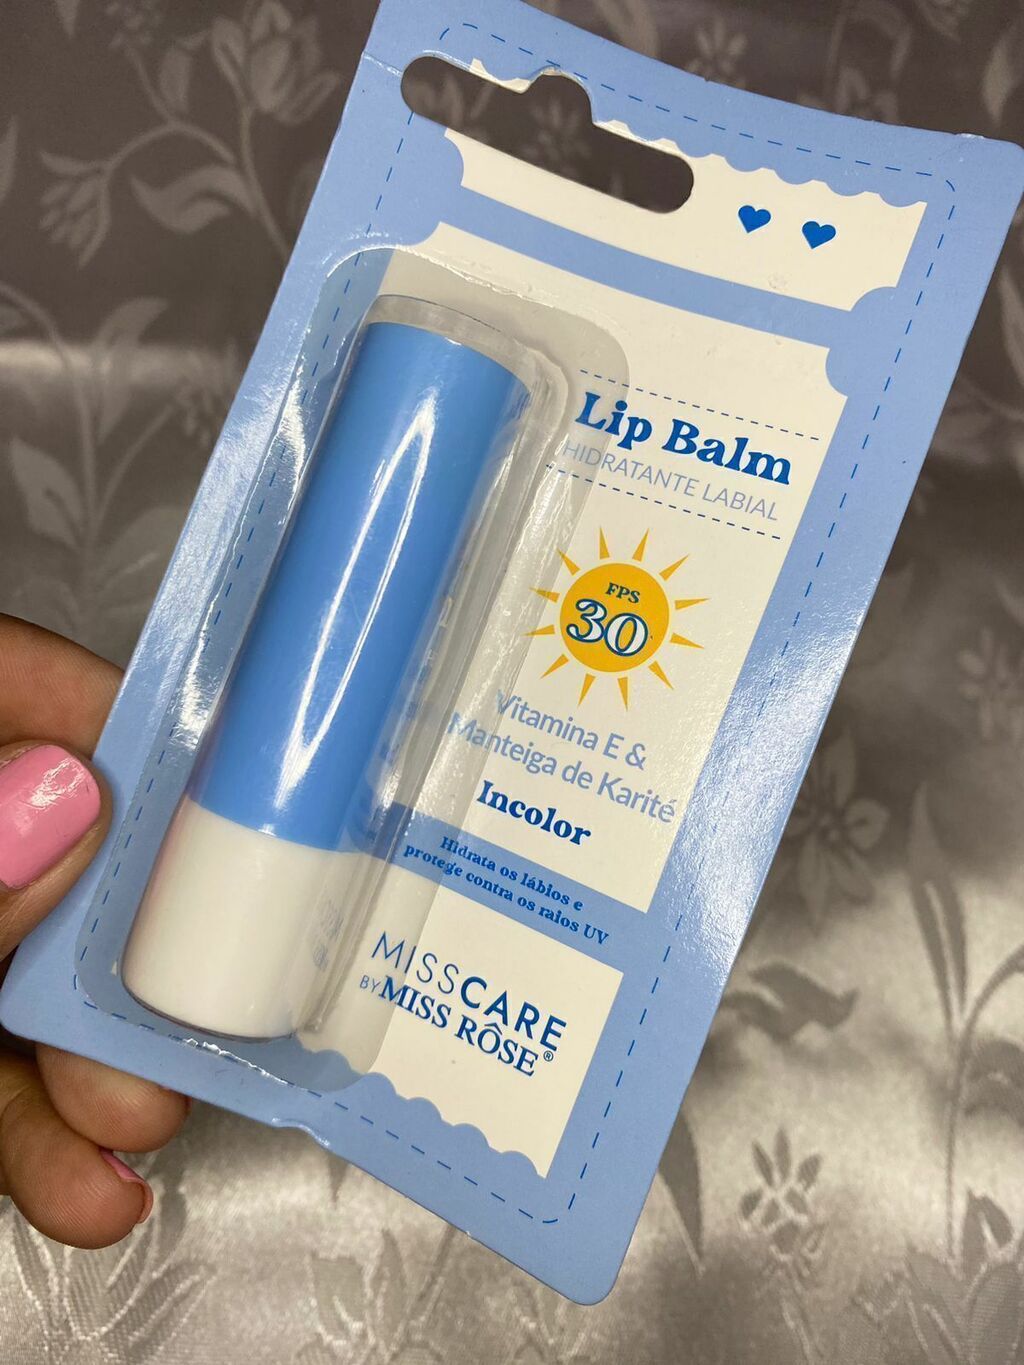 Lip Balm
HIDRATANTE LABIAL
FPS
30
Vitamina E &
Manteiga de Karité
Incolor
Hidrata os lábios e
protege contra os raios UV
MISSCARE
BY MISS RÔSE®